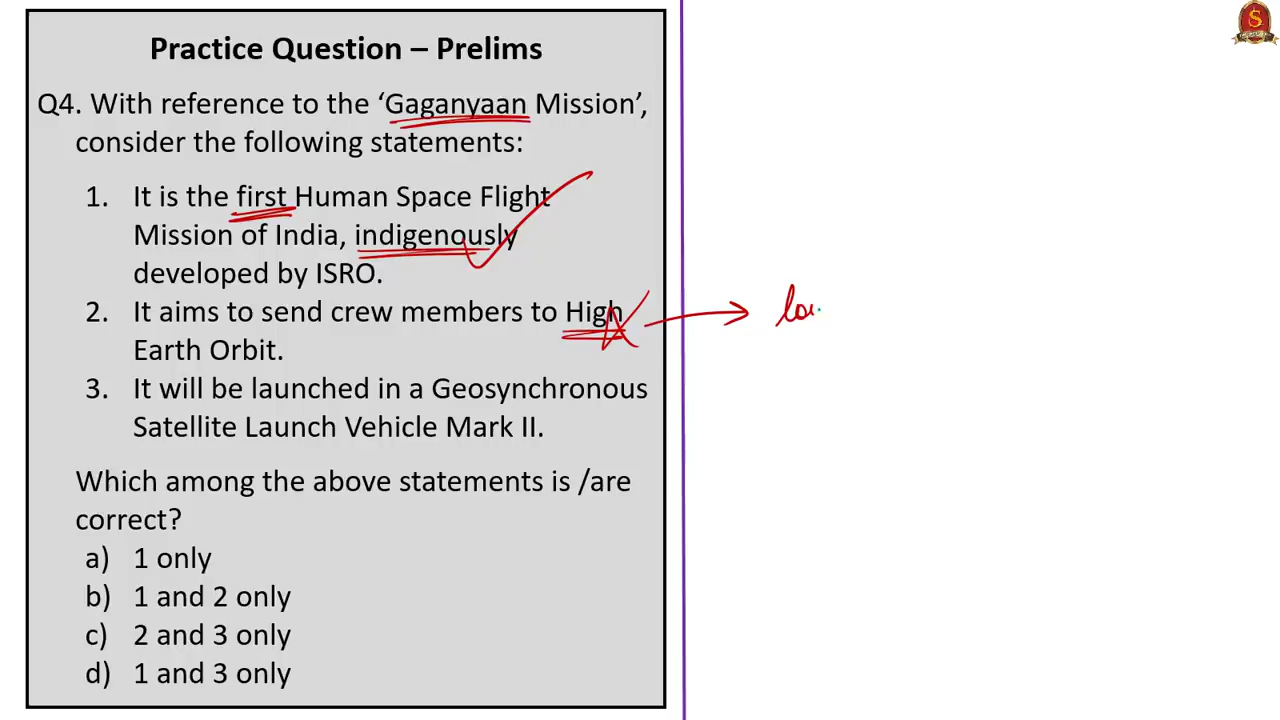 Practice Question – Prelims
Q4. With reference to the ‘Gaganyaan Mission’,
consider the following statements:
1. It is the first Human Space Flight
Mission of India, indigenously
developed by ISRO.
2. It aims to send crew members to High
Earth Orbit.
3. It will be launched in a Geosynchronous
Satellite Launch Vehicle Mark II.
Which among the above statements is /are
correct?
a) 1 only
b) 1 and 2 only
c) 2 and 3 only
d) 1 and 3 only